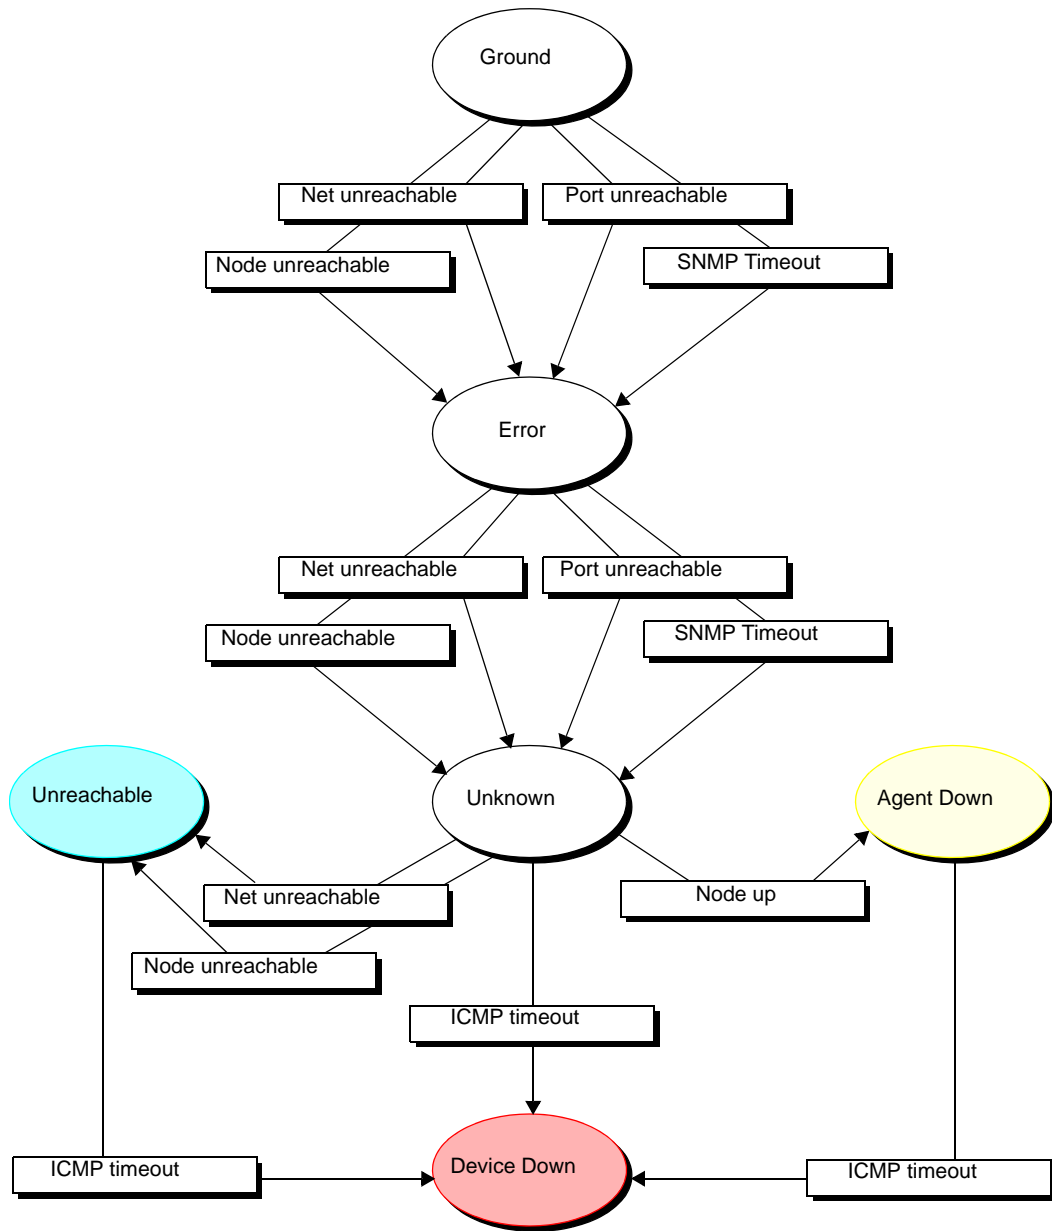 Ground
Net unreachable
Port unreachable
Node unreachable
SNMP Timeout
Error
Net unreachable
Port unreachable
Node unreachable
SNMP Timeout
Unreachable
Unknown
Agent Down
Net unreachable
Node up
Node unreachable
ICMP timeout
Device Down
ICMP timeout
ICMP timeout